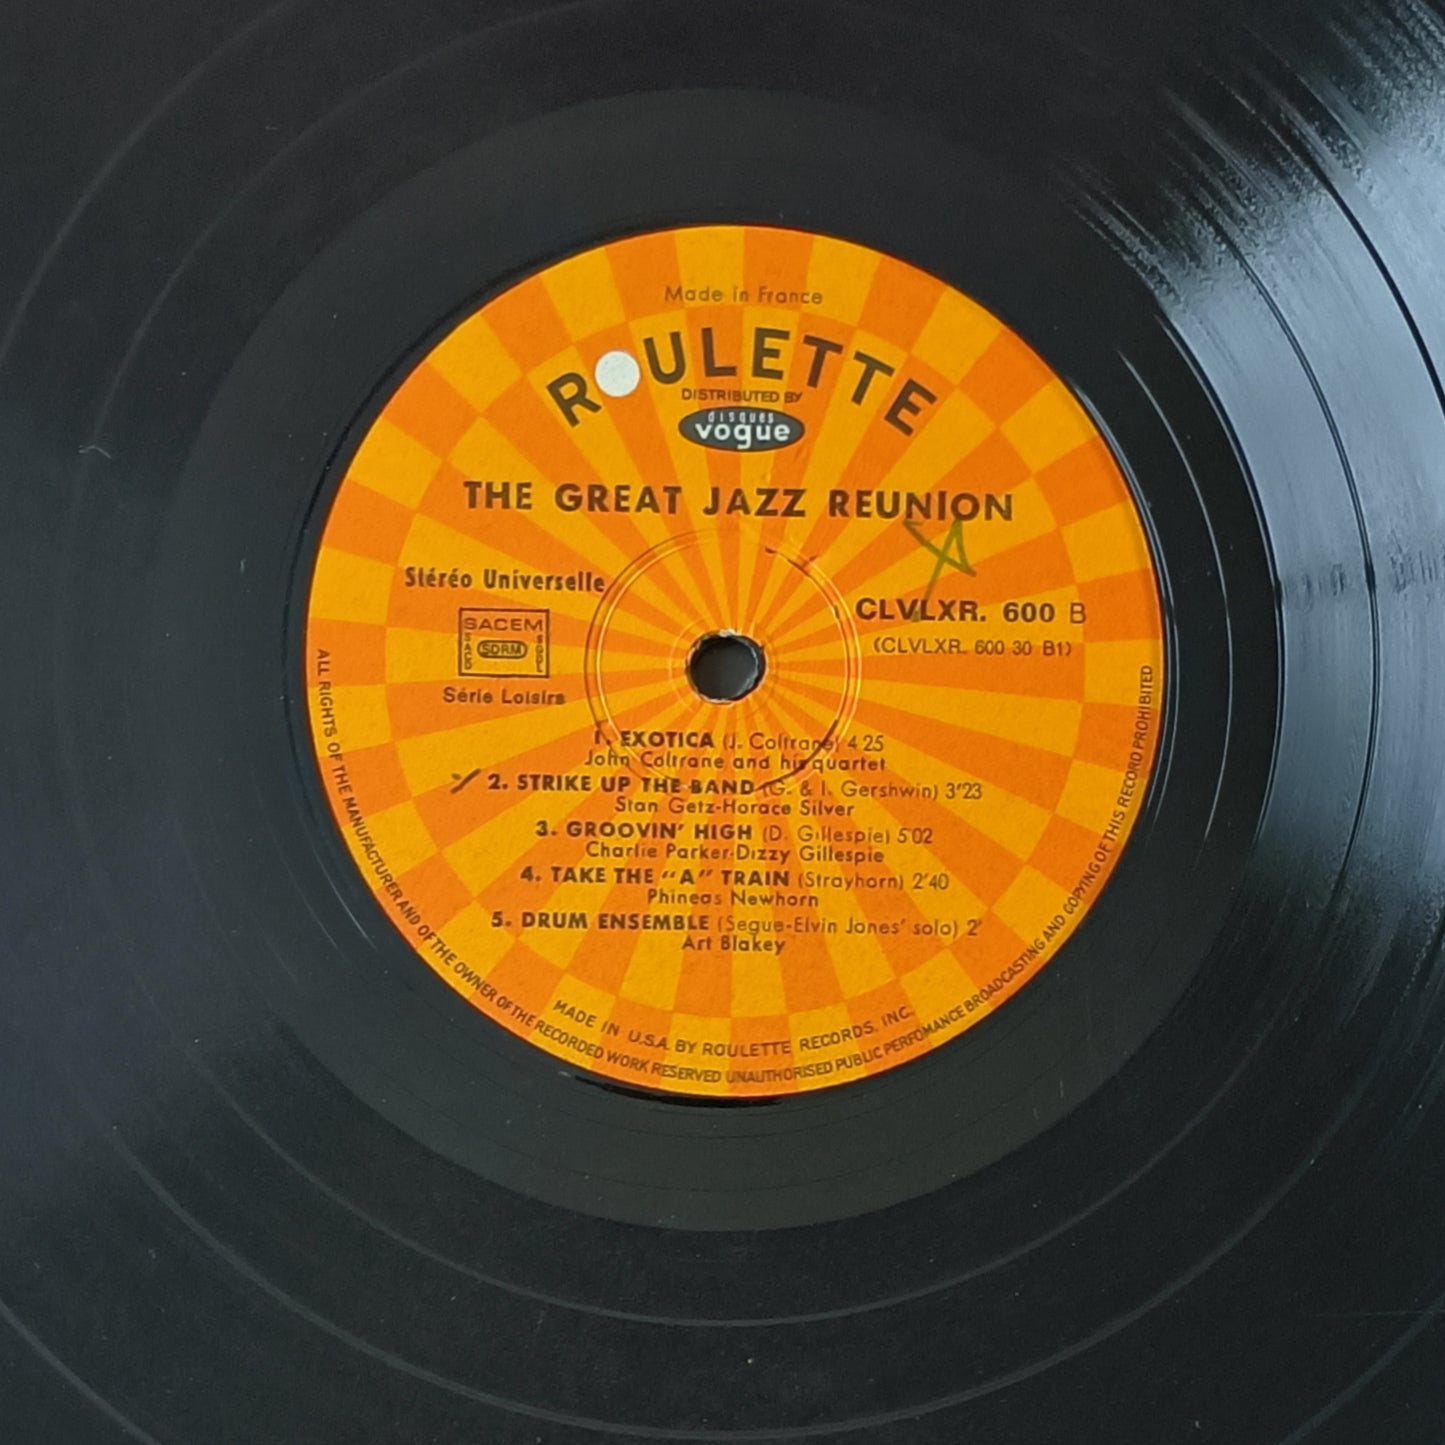 Made in France
ROULETTE
DISTRIBUTED BY
disques
vogue
THE GREAT JAZZ REUNION
Stéréo Universelle
CLVLXR. 600 B
(CLVLXR. 600 30 B1)
SACEM
SACD
SDRM
SGDL
Série Loisirs
1. EXOTICA (J. Coltrane) 4'25
John Coltrane and his quartet
2. STRIKE UP THE BAND (G. & I. Gershwin) 3'23
Stan Getz-Horace Silver
3. GROOVIN' HIGH (D. Gillespie) 5'02
Charlie Parker-Dizzy Gillespie
4. TAKE THE "A" TRAIN (Strayhorn) 2'40
Phineas Newhorn
5. DRUM ENSEMBLE (Segue-Elvin Jones' solo) 2'
Art Blakey
MADE IN U.S.A. BY ROULETTE RECORDS, INC.
ALL RIGHTS OF THE MANUFACTURER AND OF THE OWNER OF THE RECORDED WORK RESERVED UNAUTHORISED PUBLIC PERFOMANCE BROADCASTING AND COPYING OF THIS RECORD PROHIBITED